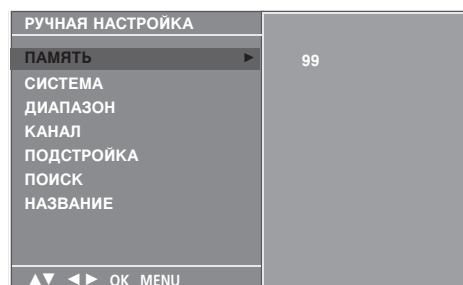 РУЧНАЯ НАСТРОЙКА
ПАМЯТЬ ► 99
СИСТЕМА
ДИАПАЗОН
КАНАЛ
ПОДСТРОЙКА
ПОИСК
НАЗВАНИЕ
▲▼ ◄► OK MENU